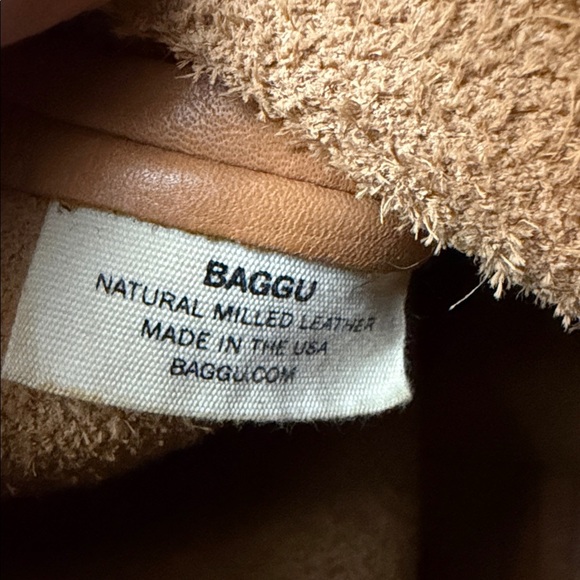 BAGGU
NATURAL MILLED LEATHER
MADE IN THE USA
BAGGU.COM